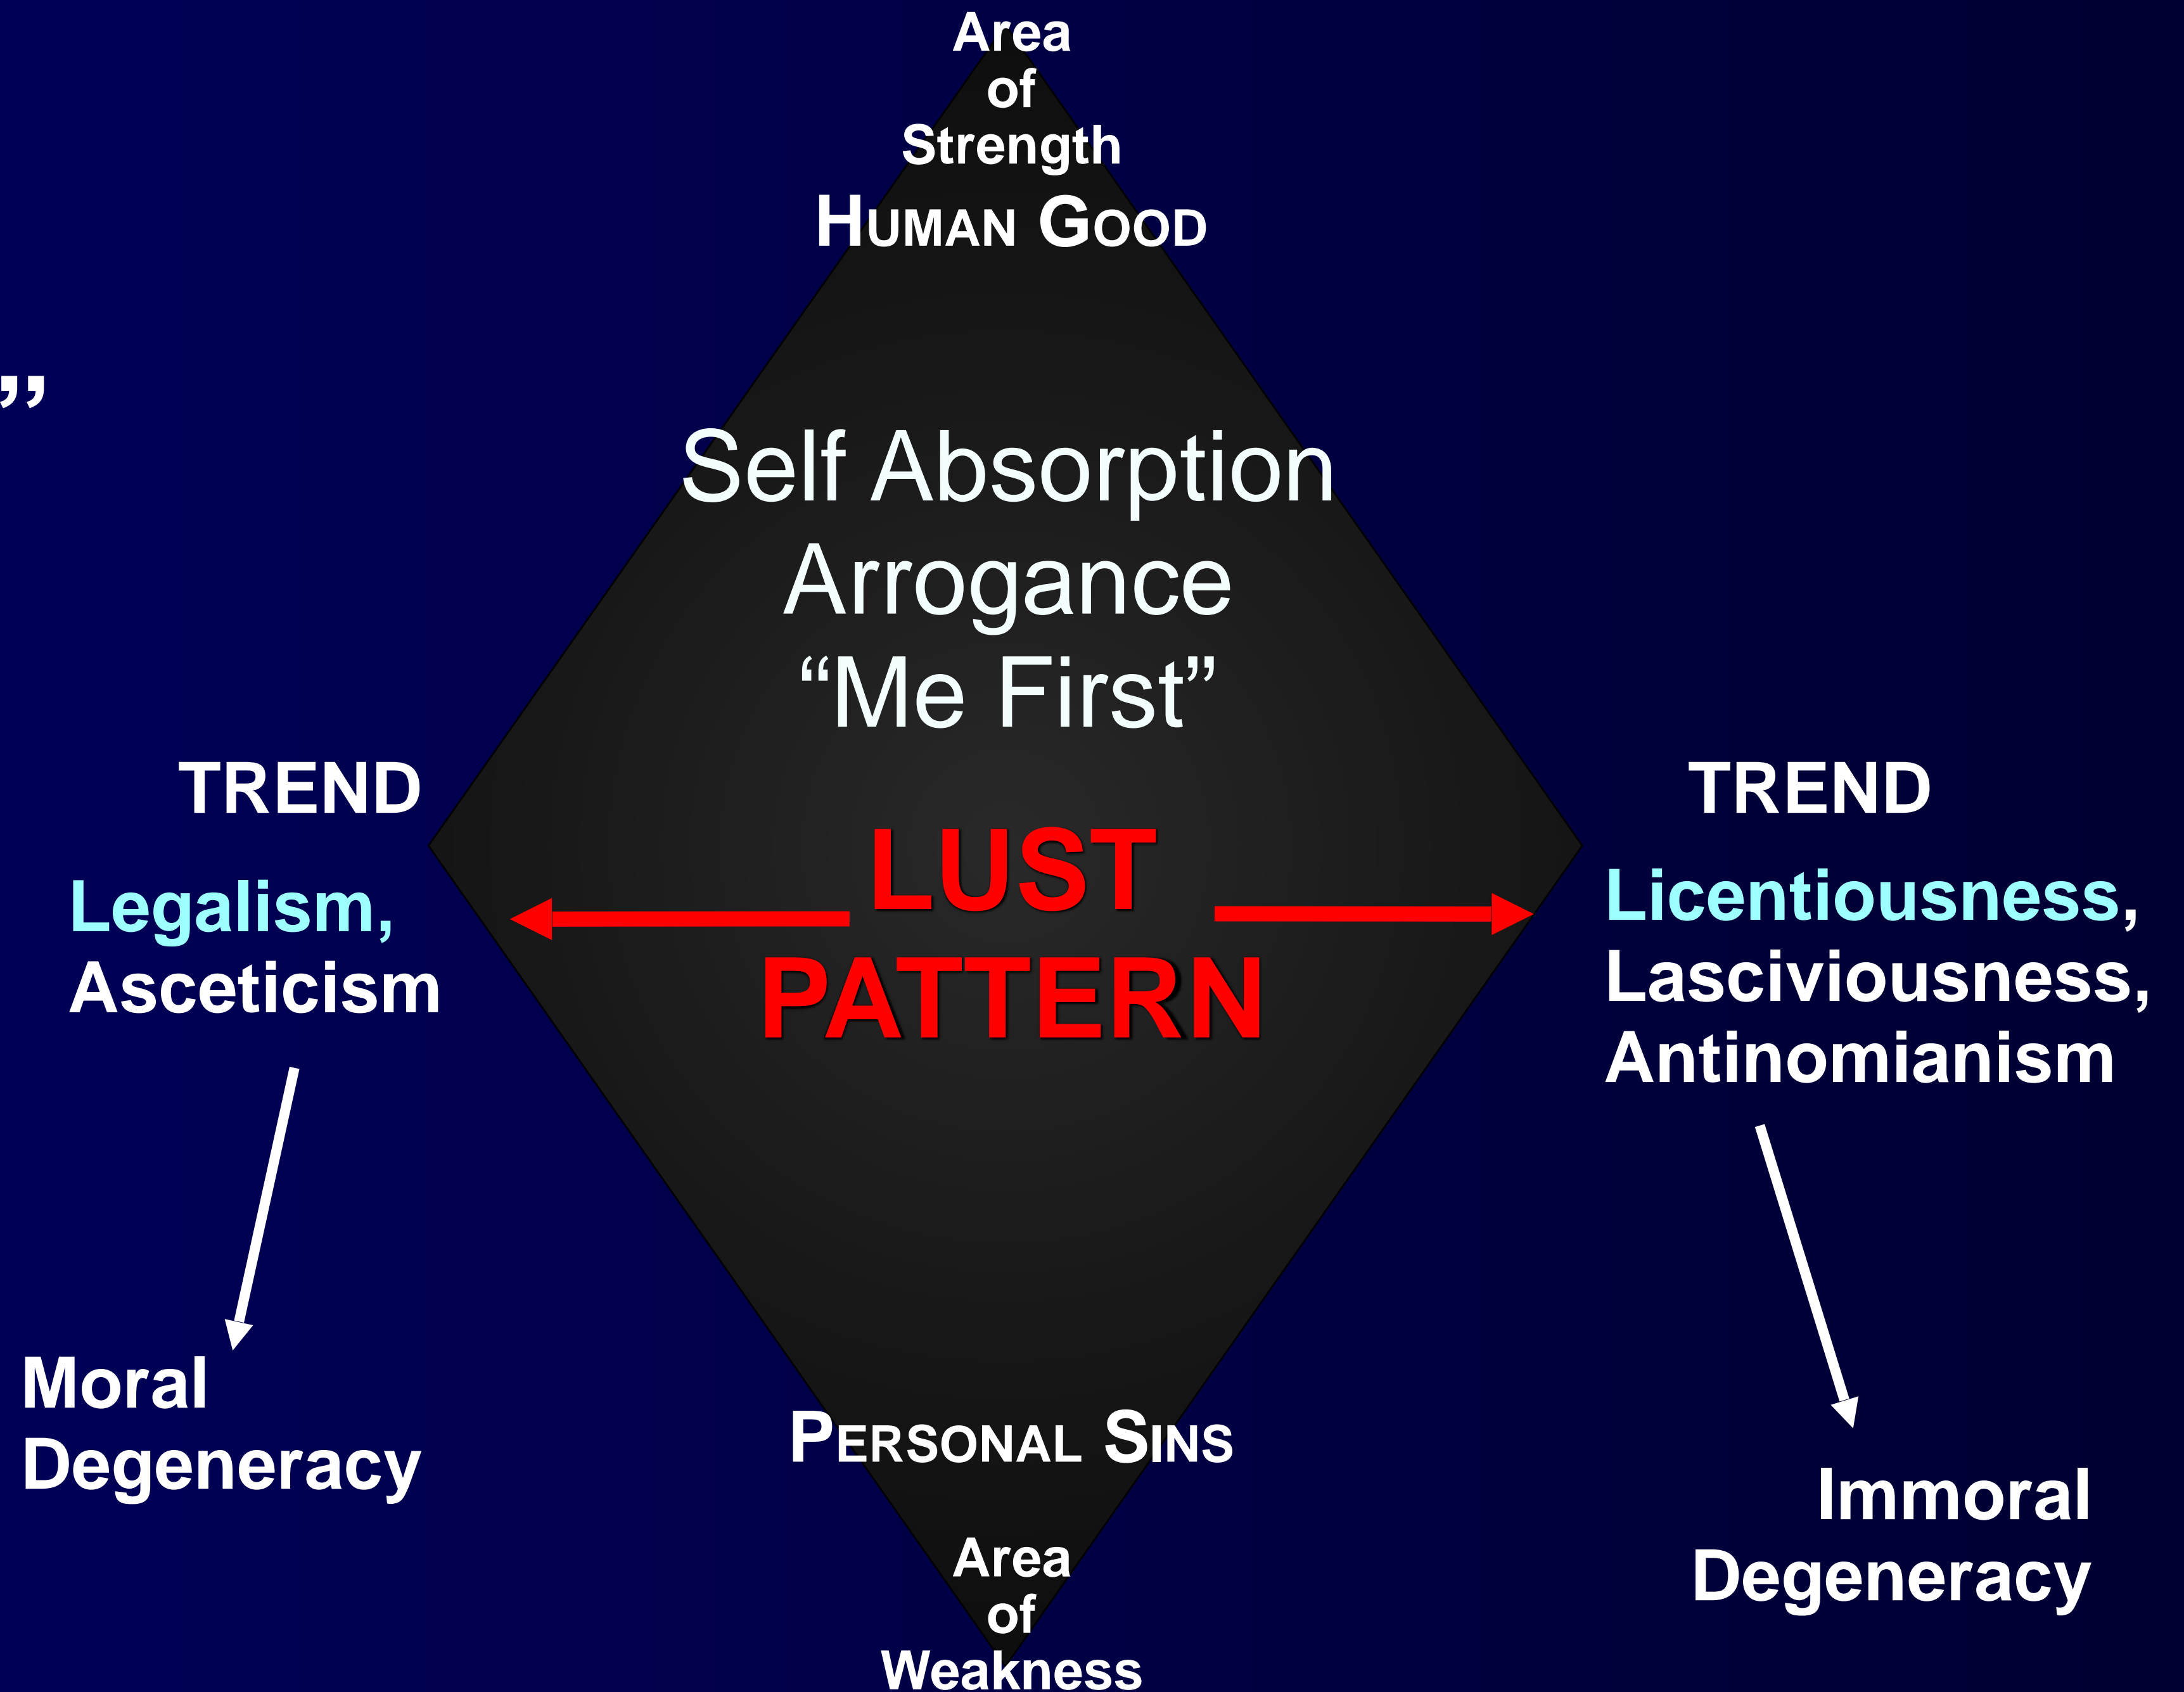 Area
of
Strength
HUMAN GOOD
”
Self Absorption
Arrogance
“Me First”
TREND
Legalism,
Asceticism
LUST
PATTERN
TREND
Licentiousness,
Lasciviousness,
Antinomianism
Moral
Degeneracy
PERSONAL SINS
Area
of
Weakness
Immoral
Degeneracy